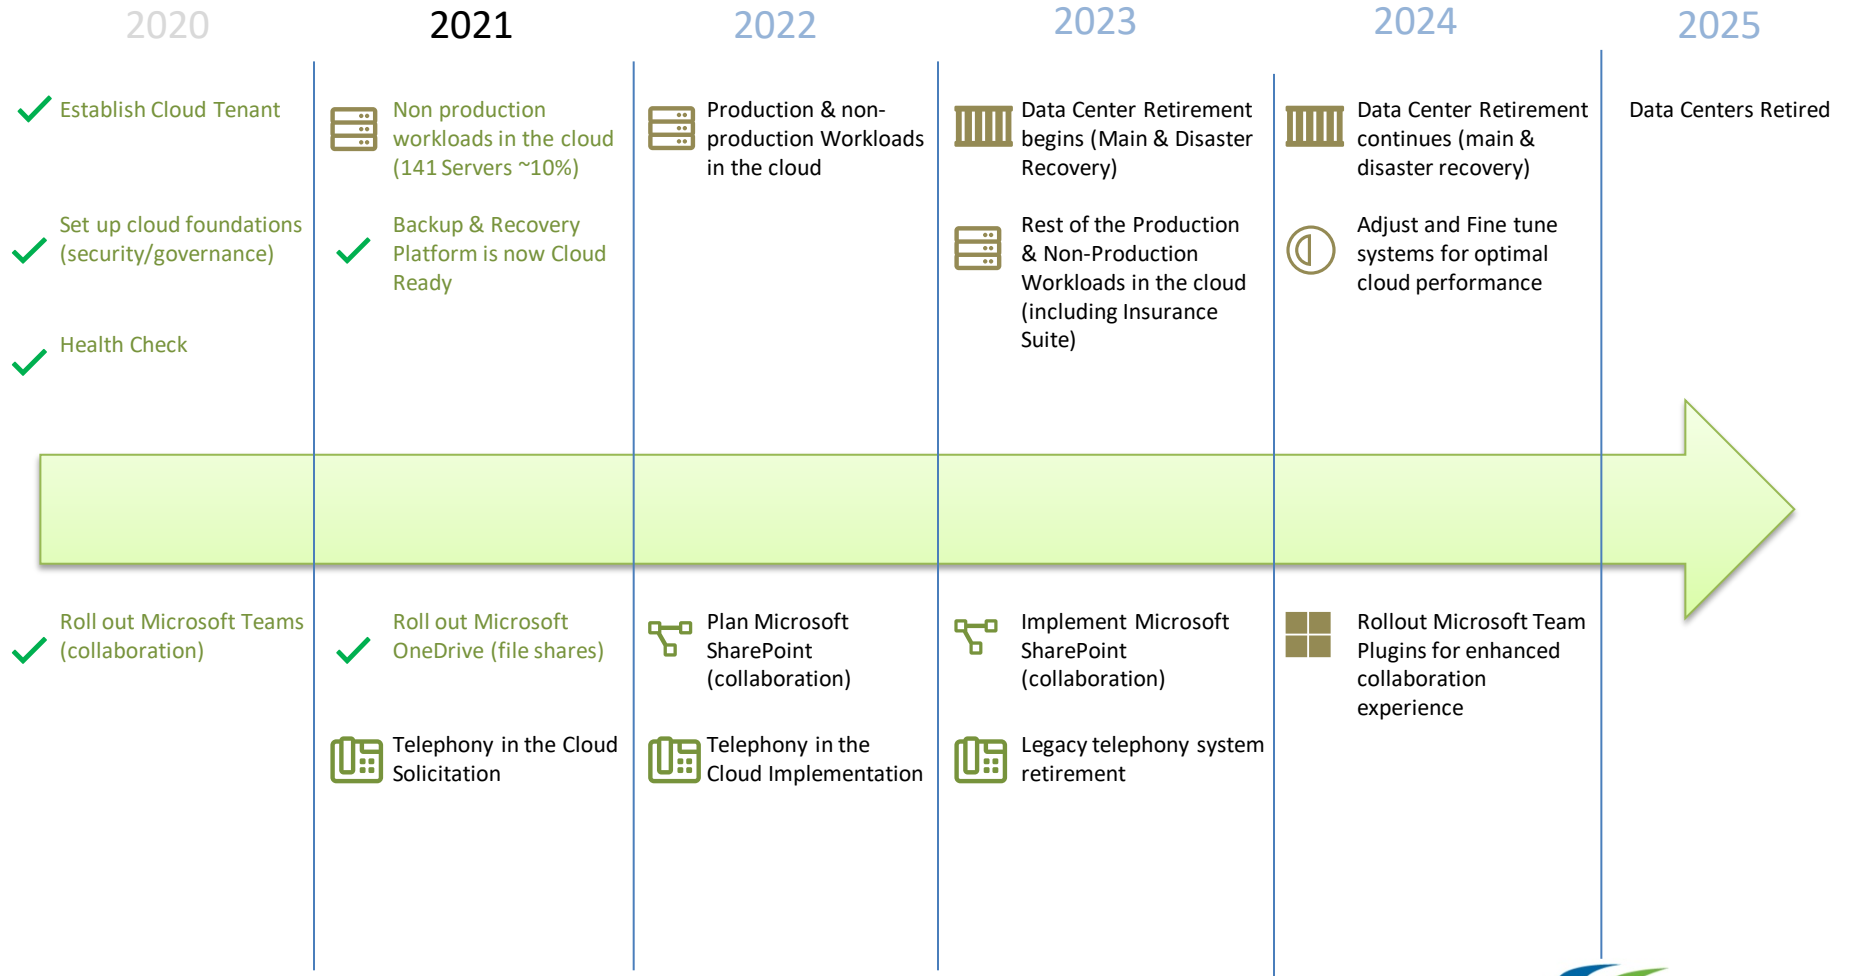 2020
2021
2022
2023
2024
2025
Establish Cloud Tenant
Set up cloud foundations
(security/governance)
Health Check
Non production
workloads in the cloud
(141 Servers ~10%)
Backup & Recovery
Platform is now Cloud
Ready
Production & non-
production Workloads
in the cloud
Data Center Retirement
begins (Main & Disaster
Recovery)
Rest of the Production
& Non-Production
Workloads in the cloud
(including Insurance
Suite)
Data Center Retirement
continues (main &
disaster recovery)
Adjust and Fine tune
systems for optimal
cloud performance
Data Centers Retired
Roll out Microsoft Teams
(collaboration)
Roll out Microsoft
OneDrive (file shares)
Telephony in the Cloud
Solicitation
Plan Microsoft
SharePoint
(collaboration)
Telephony in the
Cloud Implementation
Implement Microsoft
SharePoint
(collaboration)
Legacy telephony system
retirement
Rollout Microsoft Team
Plugins for enhanced
collaboration
experience